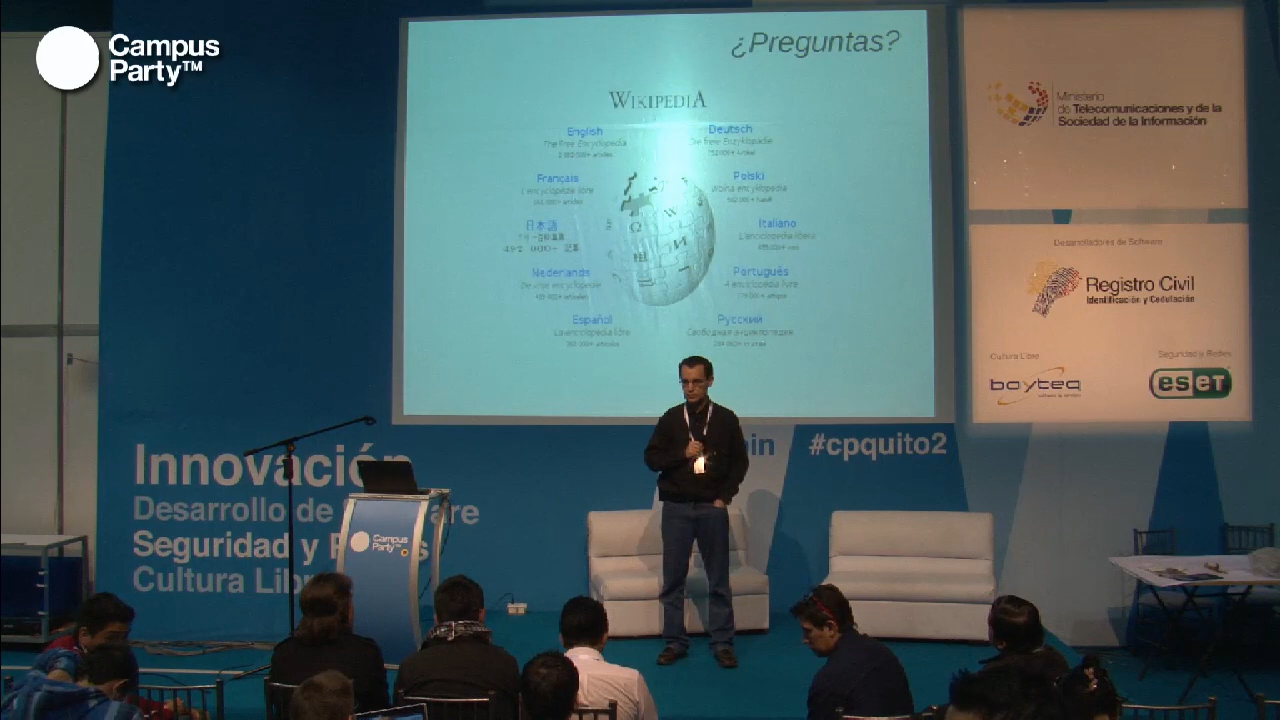 Campus
Party™
¿Preguntas?
WIKIPEDIA
English
The Free Encyclopedia
Deutsch
Die freie Enzyklopädie
Français
L'encyclopédie libre
Polski
Wolna encyklopedia
日本語
Italiano
L'enciclopedia libera
Nederlands
De vrije encyclopedie
Português
A enciclopédia livre
Español
La enciclopedia libre
Русский
Свободная энциклопедия
Ministerio
de Telecomunicaciones y de la
Sociedad de la Información
Desarrolladores de Software
Registro Civil
Identificación y Cedulación
Cultura Libre
Seguridad y Redes
bayteq
eset
#cpquito2
Innovación
Desarrollo de
Seguridad y
Cultura
Campus
Party™